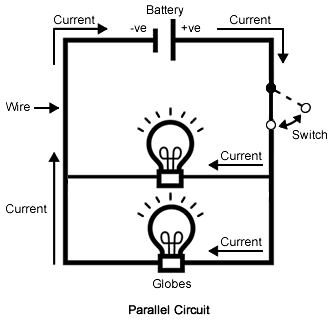 Battery
Current
-ve
+ve
Current
Wire
Switch
Current
Current
Current
Globes
Parallel Circuit